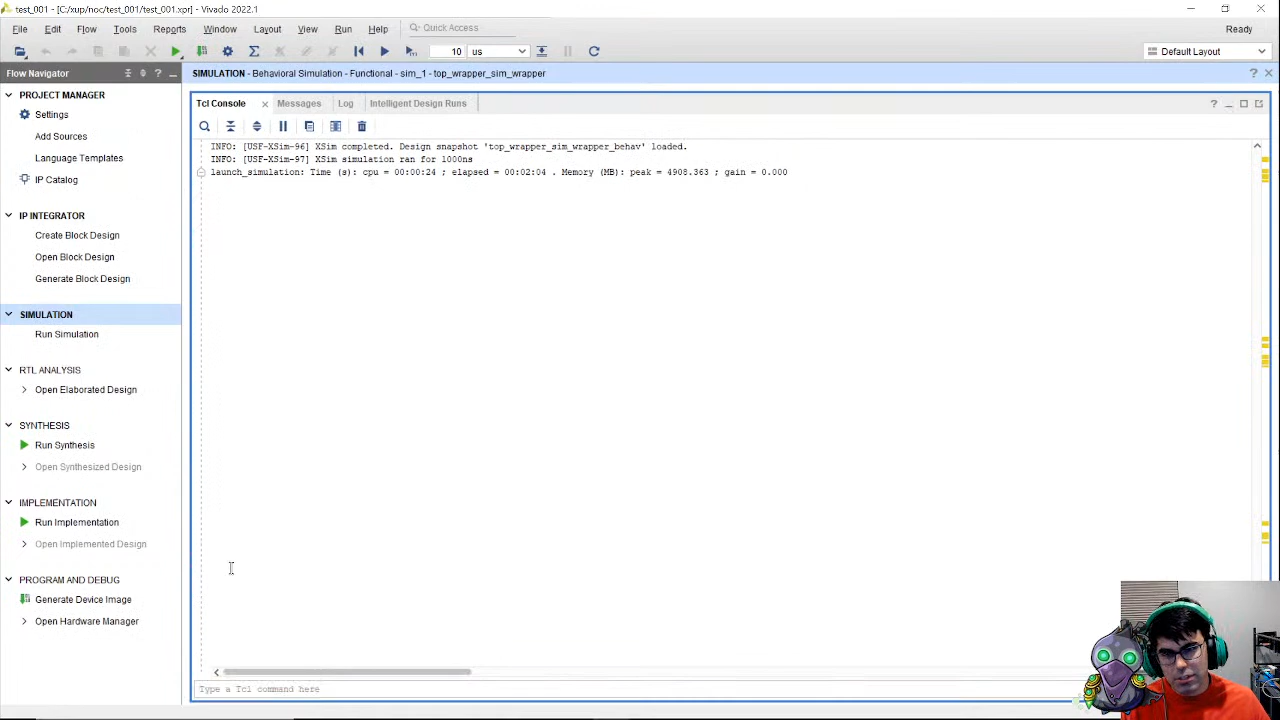 test_001 - [C:/xup/noc/test_001/test_001.xpr] - Vivado 2022.1
File Edit Flow Tools Reports Window Layout View Run Help Quick Access Ready
10 us Default Layout
Flow Navigator
SIMULATION - Behavioral Simulation - Functional - sim_1 - top_wrapper_sim_wrapper
PROJECT MANAGER
Settings
Add Sources
Language Templates
IP Catalog
IP INTEGRATOR
Create Block Design
Open Block Design
Generate Block Design
SIMULATION
Run Simulation
RTL ANALYSIS
Open Elaborated Design
SYNTHESIS
Run Synthesis
Open Synthesized Design
IMPLEMENTATION
Run Implementation
Open Implemented Design
PROGRAM AND DEBUG
Generate Device Image
Open Hardware Manager
Tcl Console Messages Log Intelligent Design Runs
INFO: [USF-XSim-96] XSim completed. Design snapshot 'top_wrapper_sim_wrapper_behav' loaded.
INFO: [USF-XSim-97] XSim simulation ran for 1000ns
launch_simulation: Time (s): cpu = 00:00:24 ; elapsed = 00:02:04 . Memory (MB): peak = 4908.363 ; gain = 0.000
Type a Tcl command here